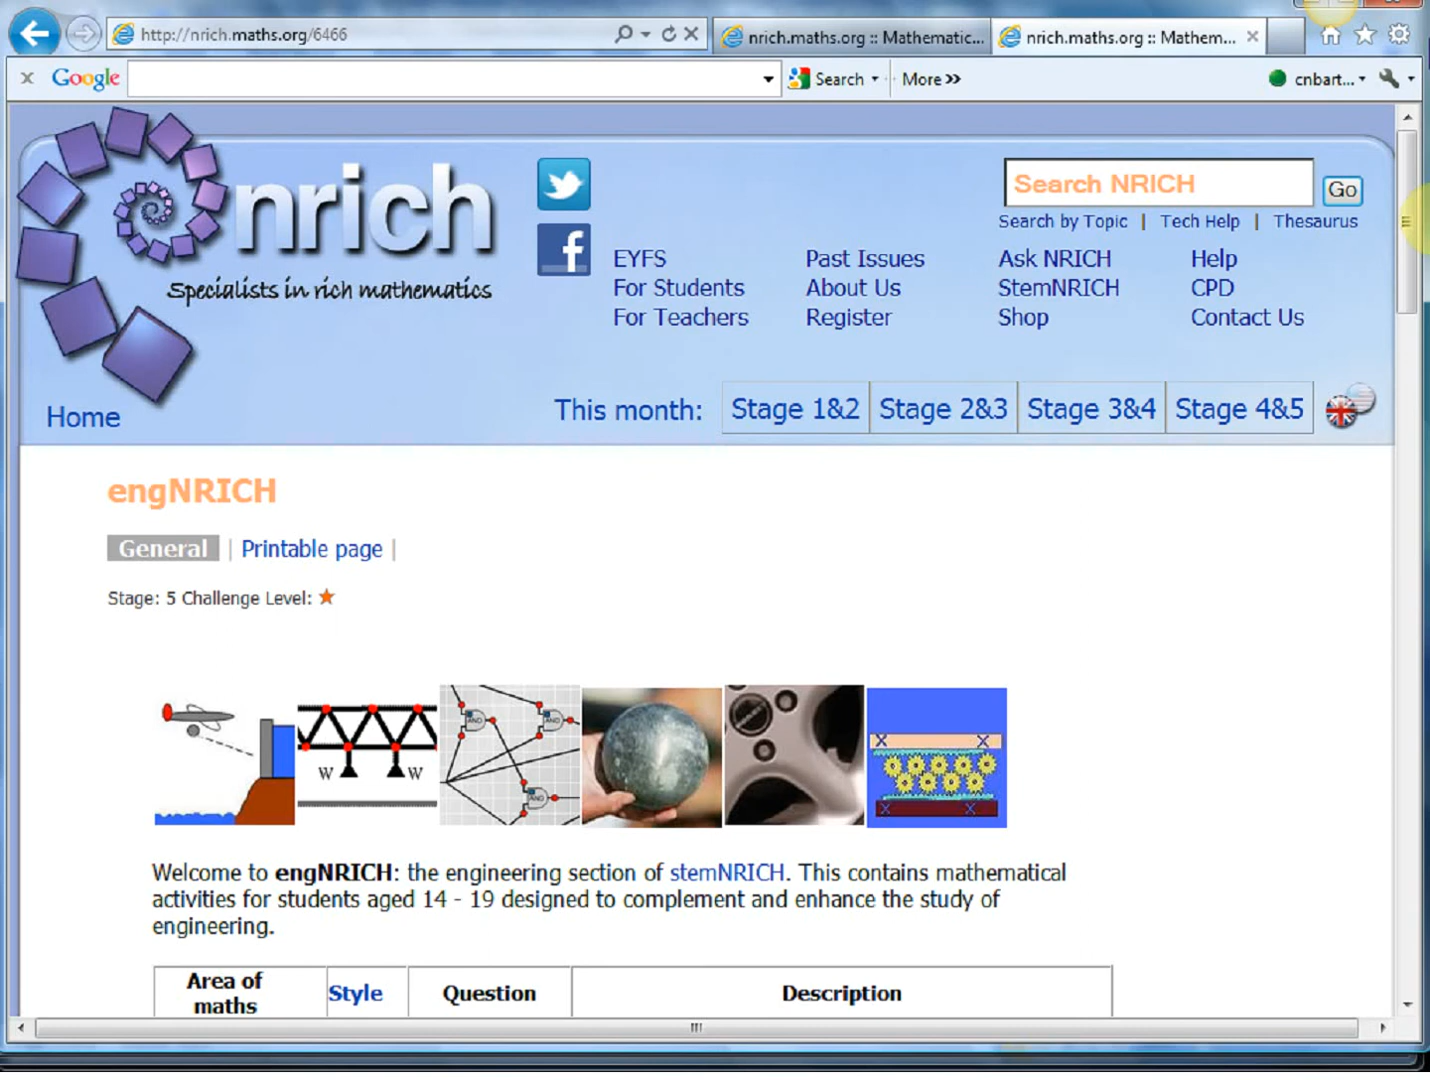 http://nrich.maths.org/6466
nrich.maths.org :: Mathematic...
nrich.maths.org :: Mathem...
x Google Search More »
cnbart...
nrich
Specialists in rich mathematics
Search NRICH Go
Search by Topic | Tech Help | Thesaurus
EYFS Past Issues Ask NRICH Help
For Students About Us StemNRICH CPD
For Teachers Register Shop Contact Us
Home
This month: Stage 1&2 Stage 2&3 Stage 3&4 Stage 4&5
engNRICH
General | Printable page |
Stage: 5 Challenge Level:
AND AND
W W
AND
Welcome to engNRICH: the engineering section of stemNRICH. This contains mathematical
activities for students aged 14 - 19 designed to complement and enhance the study of
engineering.
Area of maths Style Question Description